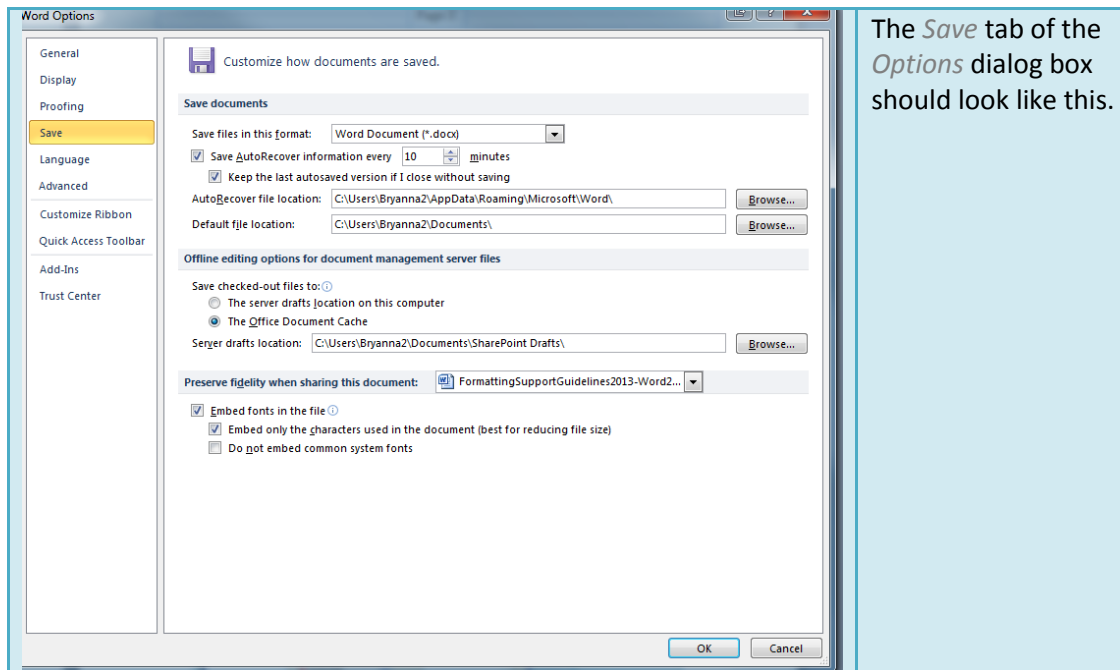 Word Options
General
Display
Proofing
Save
Language
Advanced
Customize Ribbon
Quick Access Toolbar
Add-Ins
Trust Center
Customize how documents are saved.
Save documents
Save files in this format: Word Document (*.docx)
Save AutoRecover information every 10 minutes
Keep the last autosaved version if I close without saving
AutoRecover file location: C:\Users\Bryanna2\AppData\Roaming\Microsoft\Word\ Browse...
Default file location: C:\Users\Bryanna2\Documents\ Browse...
Offline editing options for document management server files
Save checked-out files to:
The server drafts location on this computer
The Office Document Cache
Server drafts location: C:\Users\Bryanna2\Documents\SharePoint Drafts\ Browse...
Preserve fidelity when sharing this document: FormattingSupportGuidelines2013-Word2...
Embed fonts in the file
Embed only the characters used in the document (best for reducing file size)
Do not embed common system fonts
OK Cancel
The Save tab of the
Options dialog box
should look like this.